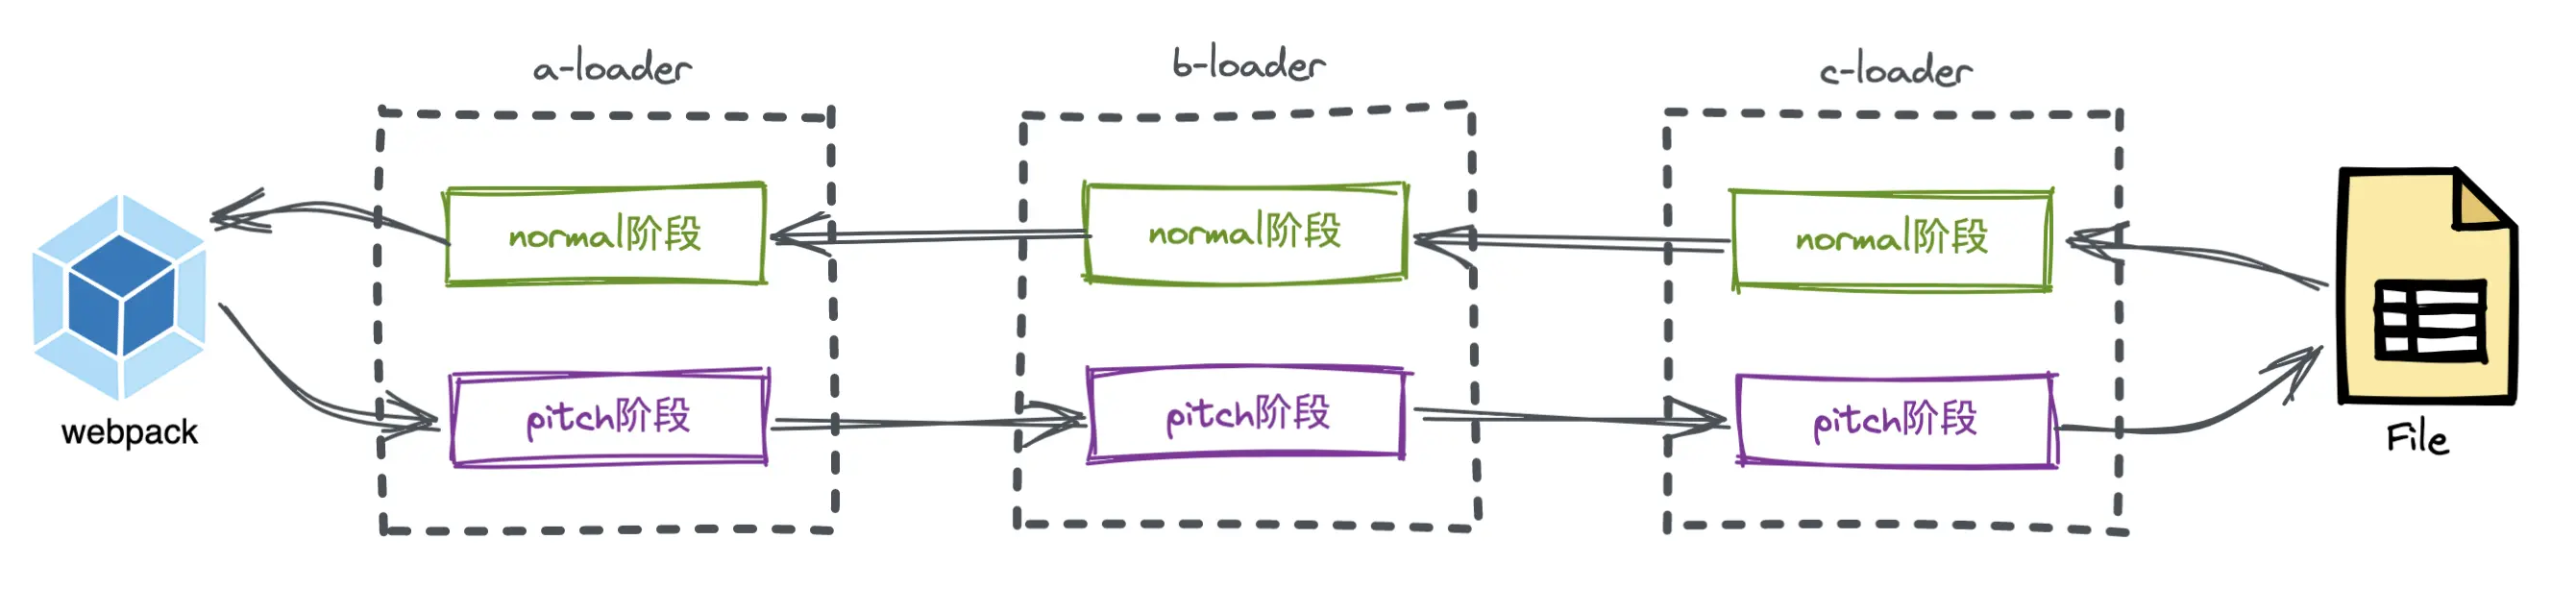 a-loader
b-loader
c-loader
normal阶段
normal阶段
normal阶段
pitch阶段
pitch阶段
pitch阶段
webpack
File